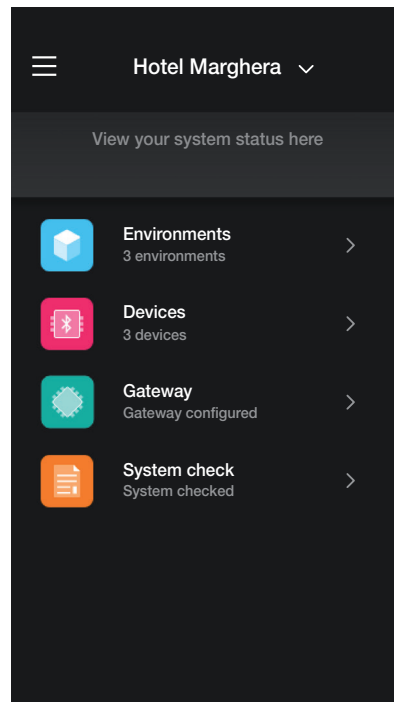 Hotel Marghera
View your system status here
Environments
3 environments
Devices
3 devices
Gateway
Gateway configured
System check
System checked